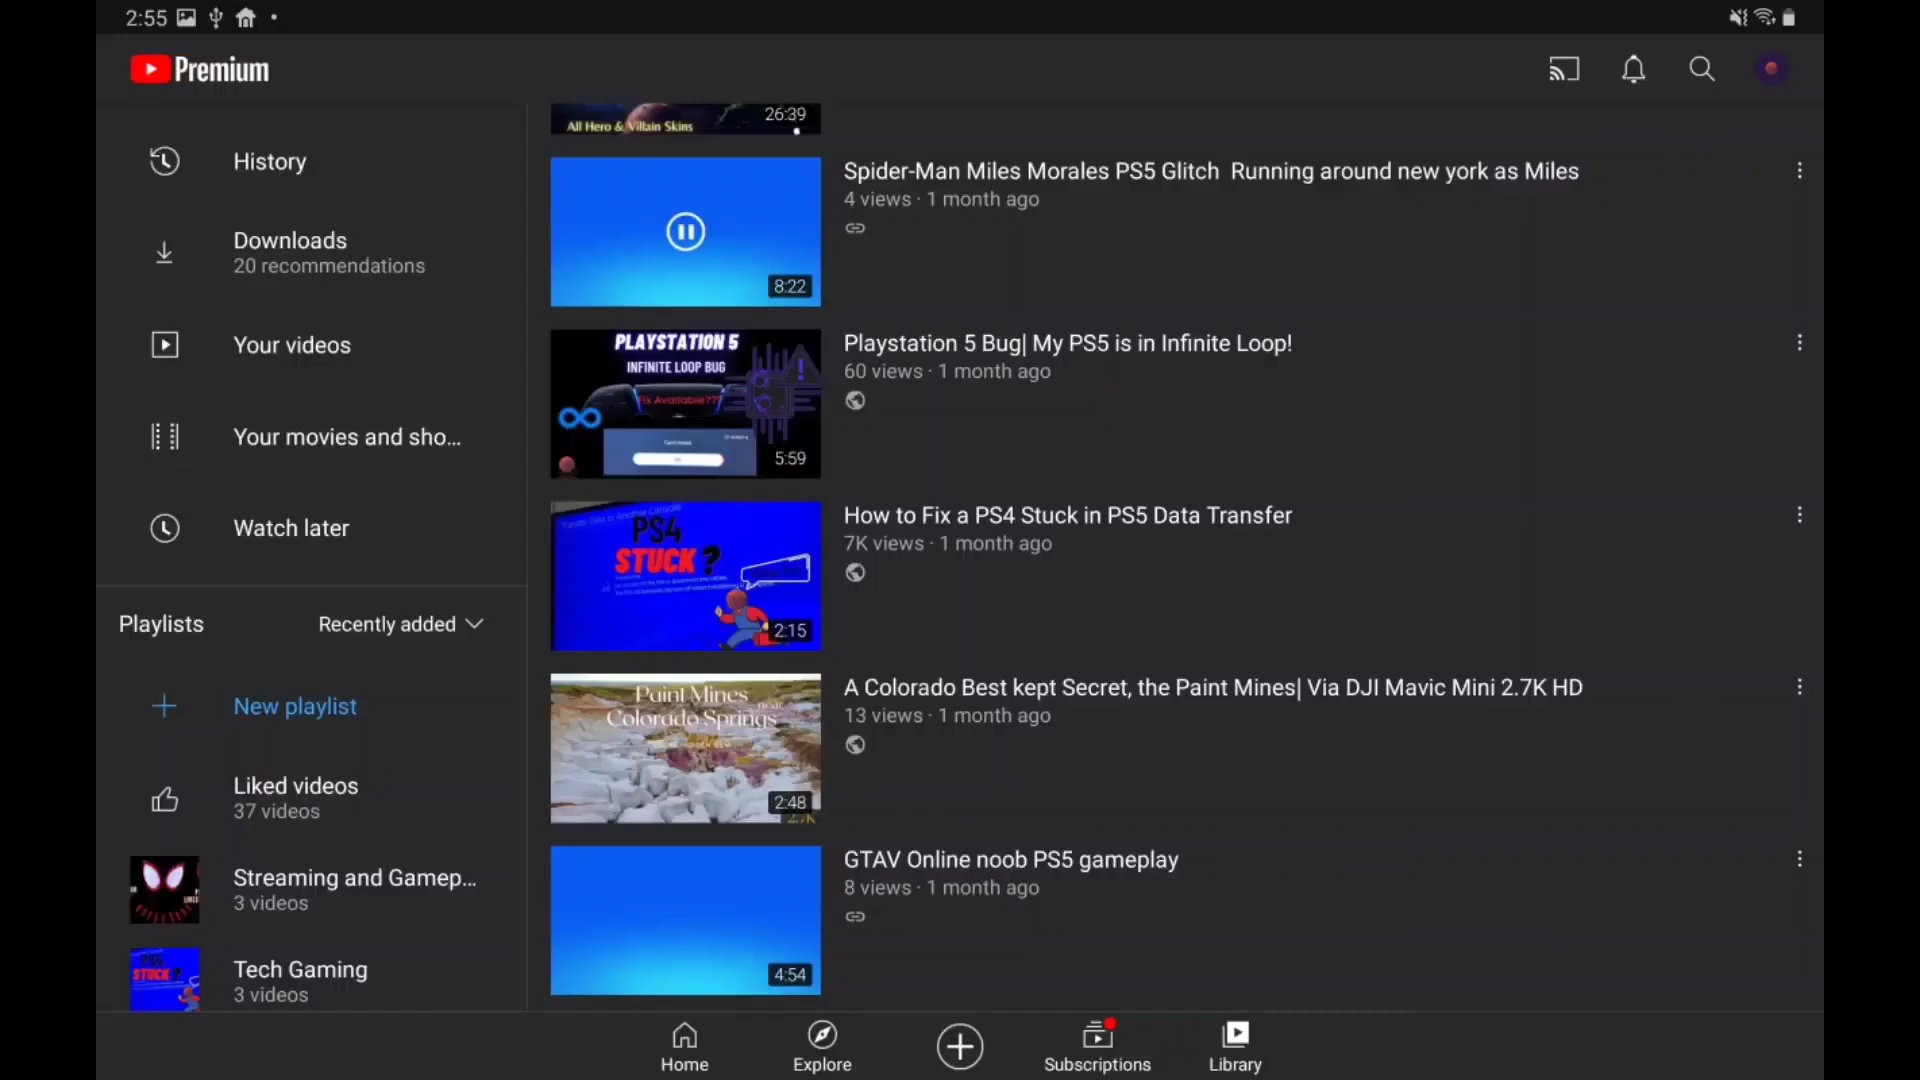 2:55
Premium
History
Downloads
20 recommendations
Your videos
Your movies and sho...
Watch later
Playlists
Recently added
New playlist
Liked videos
37 videos
Streaming and Gamep...
3 videos
PS4
STUCK ?
Tech Gaming
3 videos
All Hero & Villain Skins
26:39
8:22
Spider-Man Miles Morales PS5 Glitch  Running around new york as Miles
4 views · 1 month ago
PLAYSTATION 5
INFINITE LOOP BUG
Fix Available???
5:59
Playstation 5 Bug| My PS5 is in Infinite Loop!
60 views · 1 month ago
PS4
STUCK ?
2:15
How to Fix a PS4 Stuck in PS5 Data Transfer
7K views · 1 month ago
Paint Mines
near
Colorado Springs
2:48
A Colorado Best kept Secret, the Paint Mines| Via DJI Mavic Mini 2.7K HD
13 views · 1 month ago
4:54
GTAV Online noob PS5 gameplay
8 views · 1 month ago
Home
Explore
Subscriptions
Library